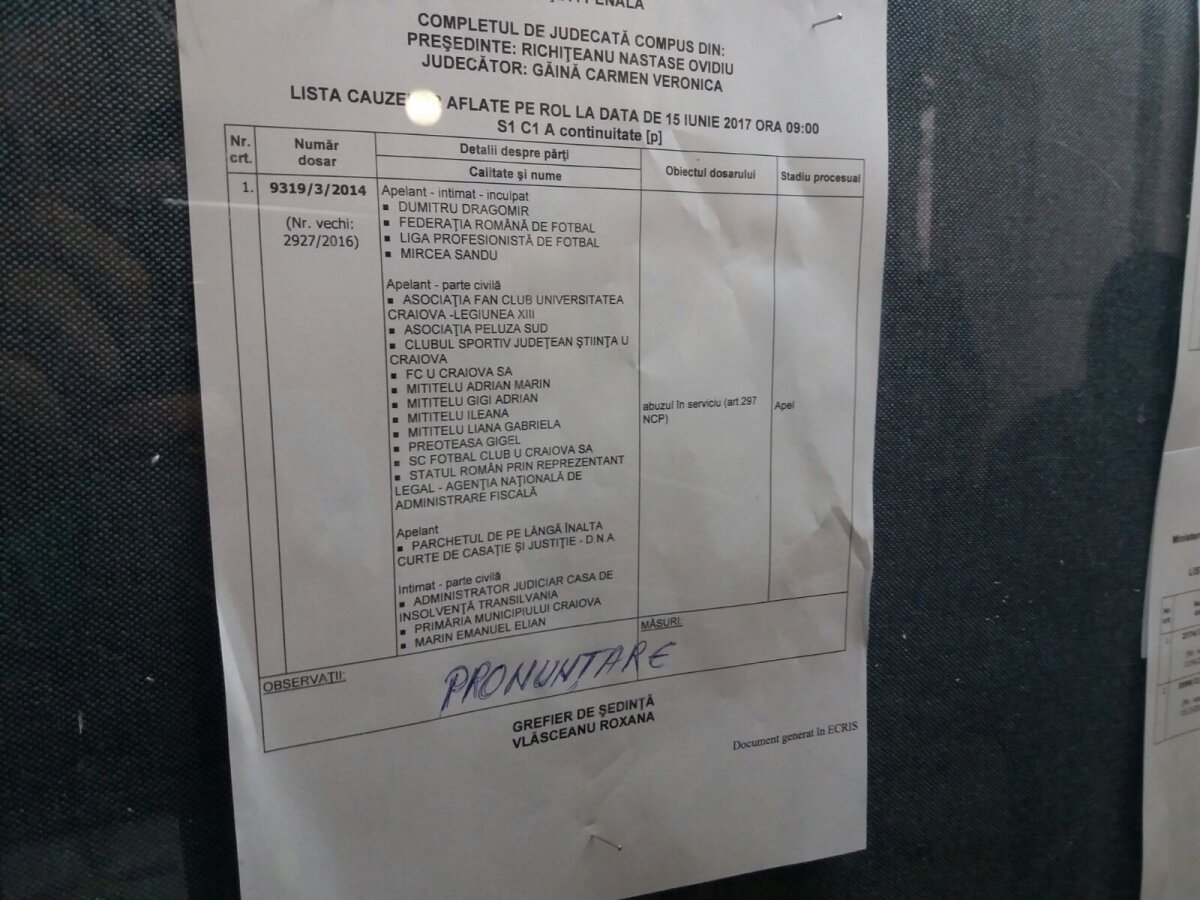 PENALĂ
COMPLETUL DE JUDECATĂ COMPUS DIN:
PREŞEDINTE: RICHIŢEANU NASTASE OVIDIU
JUDECĂTOR: GĂINĂ CARMEN VERONICA
LISTA AFLATE PE ROL LA DATA DE 15 IUNIE 2017 ORA 09:00
S1 C1 A continuitate [p]
Nr. crt.
Număr dosar
Detalii despre părţi
Calitate şi nume
Obiectul dosarului
Stadiu procesual
1.
9319/3/2014
(Nr. vechi:
2927/2016)
Apelant - intimat - inculpat
▪ DUMITRU DRAGOMIR
▪ FEDERAŢIA ROMÂNĂ DE FOTBAL
▪ LIGA PROFESIONISTĂ DE FOTBAL
▪ MIRCEA SANDU
Apelant - parte civilă
▪ ASOCIAŢIA FAN CLUB UNIVERSITATEA
CRAIOVA -LEGIUNEA XIII
▪ ASOCIAŢIA PELUZA SUD
▪ CLUBUL SPORTIV JUDEŢEAN ŞTIINŢA U
CRAIOVA
▪ FC U CRAIOVA SA
▪ MITITELU ADRIAN MARIN
▪ MITITELU GIGI ADRIAN
▪ MITITELU ILEANA
▪ MITITELU LIANA GABRIELA
▪ PREOTEASA GIGEL
▪ SC FOTBAL CLUB U CRAIOVA SA
▪ STATUL ROMÂN PRIN REPREZENTANT
LEGAL - AGENŢIA NAŢIONALĂ DE
ADMINISTRARE FISCALĂ
Apelant
▪ PARCHETUL DE PE LÂNGĂ ÎNALTA
CURTE DE CASAŢIE ŞI JUSTIŢIE - D.N.A.
Intimat - parte civilă
▪ ADMINISTRATOR JUDICIAR CASA DE
INSOLVENŢĂ TRANSILVANIA
▪ PRIMĂRIA MUNICIPIULUI CRAIOVA
▪ MARIN EMANUEL ELIAN
abuzul în serviciu (art.297
NCP)
Apel
OBSERVAŢII:
MĂSURI:
PRONUNȚARE
GREFIER DE ŞEDINŢĂ
VLĂSCEANU ROXANA
Document generat în ECRIS